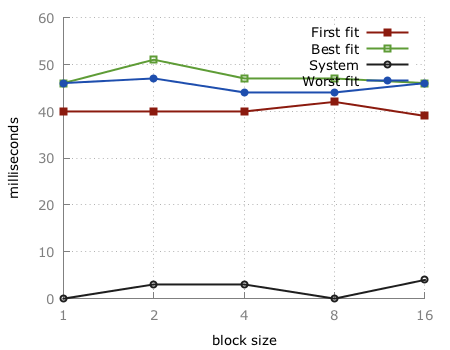 60
50
40
30
20
10
0
milliseconds
First fit
Best fit
System
Worst fit
1 2 4 8 16
block size